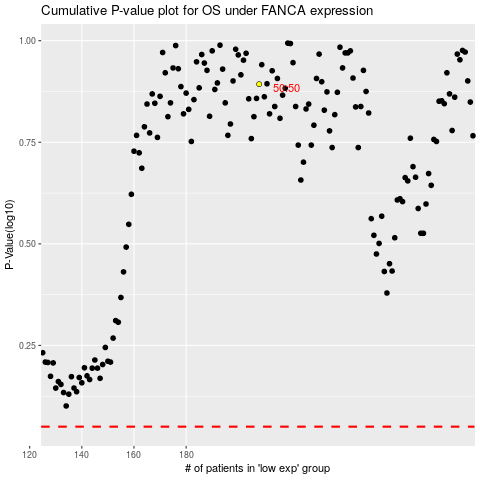 Cumulative P-value plot for OS under FANCA expression
P-Value(log10)
1.00
0.75
0.50
0.25
50-50
120 140 160 180
# of patients in 'low exp' group